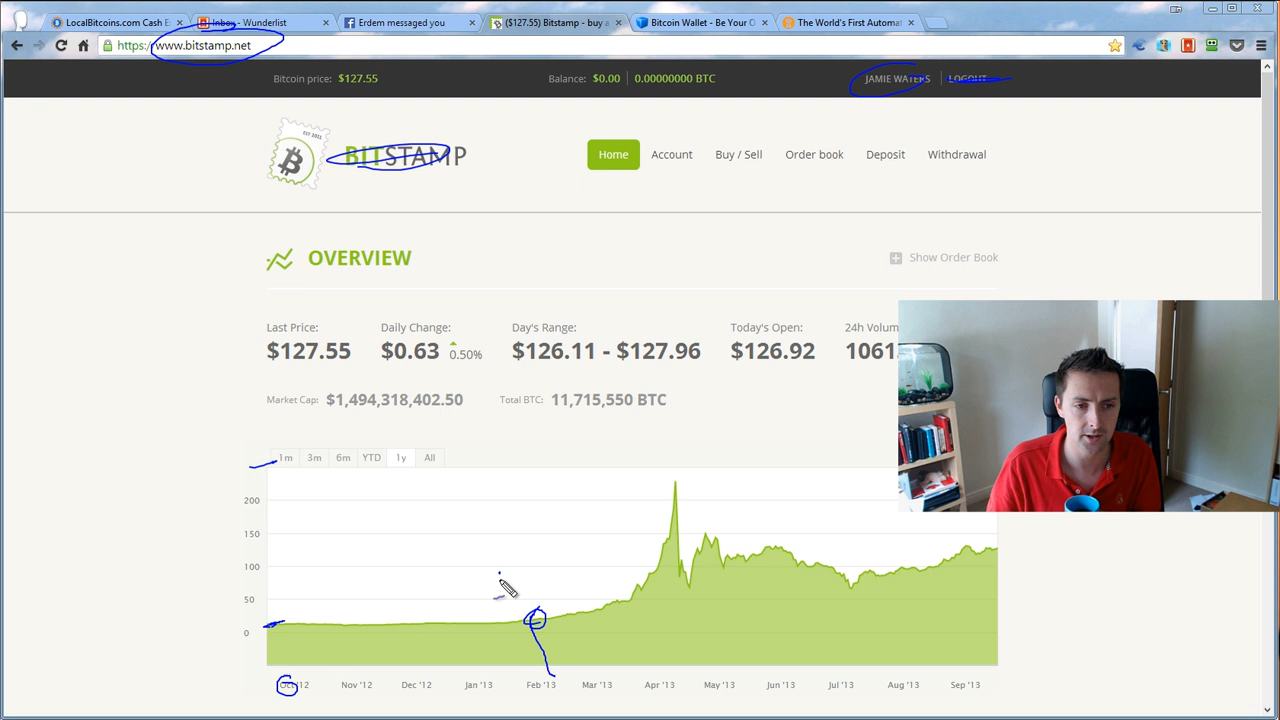 LocalBitcoins.com Cash E
Inbox - Wunderlist
Erdem messaged you
($127.55) Bitstamp - buy a
Bitcoin Wallet - Be Your O
The World's First Automat
https://www.bitstamp.net
Bitcoin price: $127.55
Balance: $0.00
0.00000000 BTC
JAMIE WATERS
LOGOUT
EST 2011
BITSTAMP
Home
Account
Buy / Sell
Order book
Deposit
Withdrawal
OVERVIEW
Show Order Book
Last Price:
Daily Change:
Day's Range:
Today's Open:
24h Volum
$127.55
$0.63
0.50%
$126.11 - $127.96
$126.92
1061
Market Cap: $1,494,318,402.50
Total BTC: 11,715,550 BTC
1m
3m
6m
YTD
1y
All
200
150
100
50
0
Oct '12
Nov '12
Dec '12
Jan '13
Feb '13
Mar '13
Apr '13
May '13
Jun '13
Jul '13
Aug '13
Sep '13